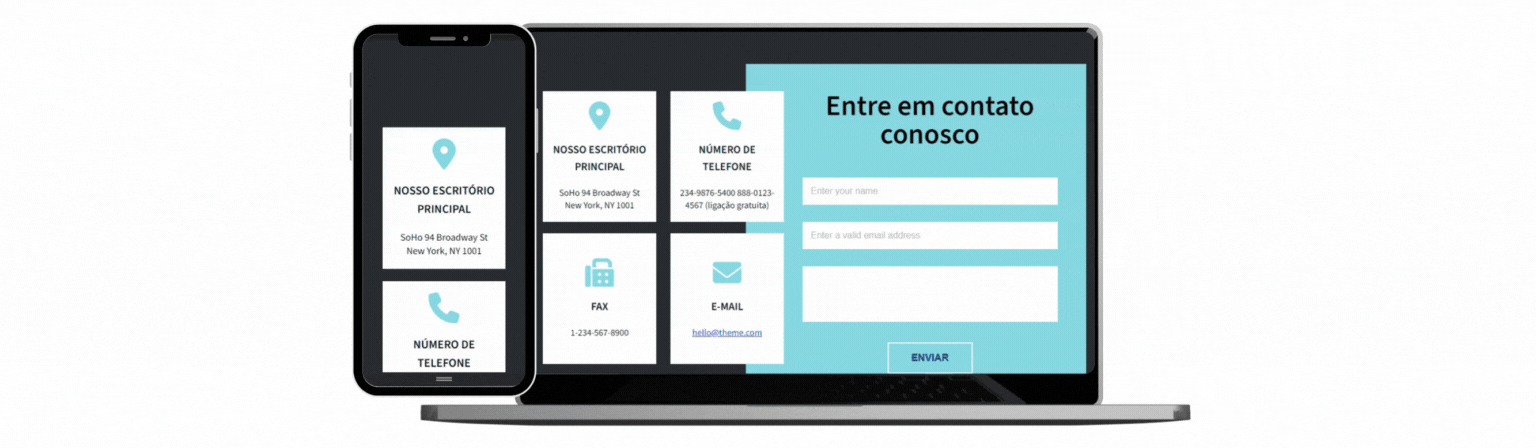 NOSSO ESCRITÓRIO
PRINCIPAL
SoHo 94 Broadway St
New York, NY 1001
NÚMERO DE
TELEFONE
NOSSO ESCRITÓRIO
PRINCIPAL
SoHo 94 Broadway St
New York, NY 1001
NÚMERO DE
TELEFONE
234-9876-5400 888-0123-
4567 (ligação gratuita)
FAX
1-234-567-8900
E-MAIL
hello@theme.com
Entre em contato
conosco
Enter your name
Enter a valid email address
ENVIAR